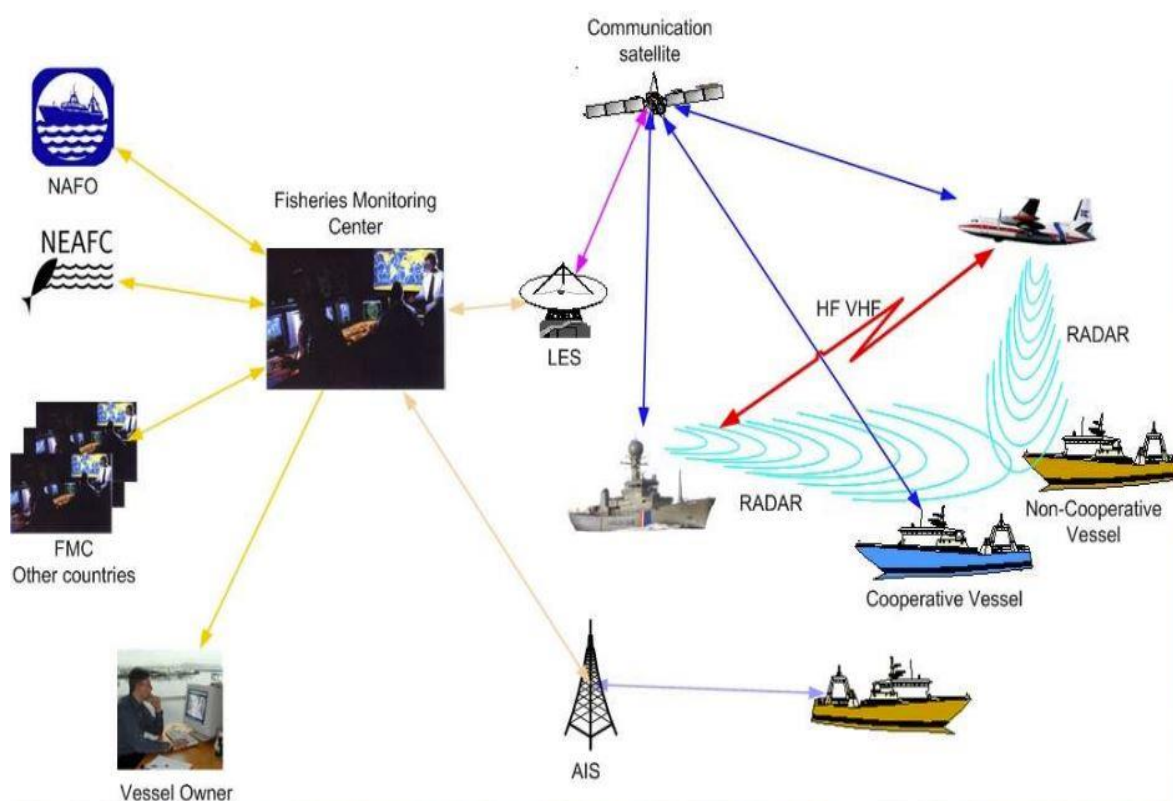 Communication
satellite
NAFO
Fisheries Monitoring
Center
NEAFC
HF VHF
RADAR
LES
RADAR
Non-Cooperative
Vessel
FMC
Other countries
Cooperative Vessel
AIS
Vessel Owner